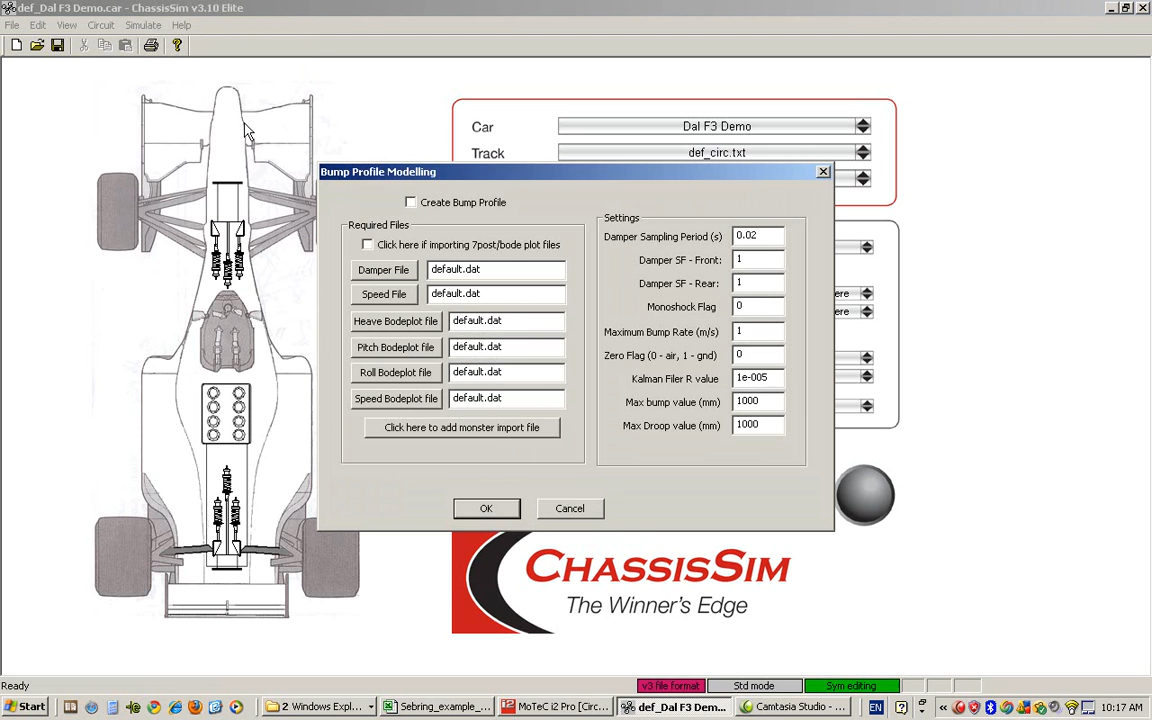 def_Dal F3 Demo.car - ChassisSim v3.10 Elite
File Edit View Circuit Simulate Help
Car
Dal F3 Demo
Track
def_circ.txt
Bump Profile Modelling
Create Bump Profile
Required Files
Click here if importing 7post/bode plot files
Damper File
default.dat
Speed File
default.dat
Heave Bodeplot file
default.dat
Pitch Bodeplot file
default.dat
Roll Bodeplot file
default.dat
Speed Bodeplot file
default.dat
Click here to add monster import file
Settings
Damper Sampling Period (s)
0.02
Damper SF - Front:
1
Damper SF - Rear:
1
Monoshock Flag
0
Maximum Bump Rate (m/s)
1
Zero Flag (0 - air, 1 - gnd)
0
Kalman Filer R value
1e-005
Max bump value (mm)
1000
Max Droop value (mm)
1000
OK
Cancel
ere
ere
CHASSISSIM
The Winner's Edge
Ready
v3 file format
Std mode
Sym editing
Start
2 Windows Expl...
Sebring_example_...
MoTeC i2 Pro [Circ...
def_Dal F3 Dem...
Camtasia Studio - ...
EN
10:17 AM